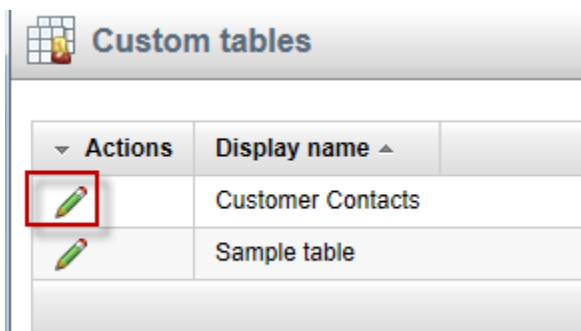 Custom tables
Actions Display name
Customer Contacts
Sample table